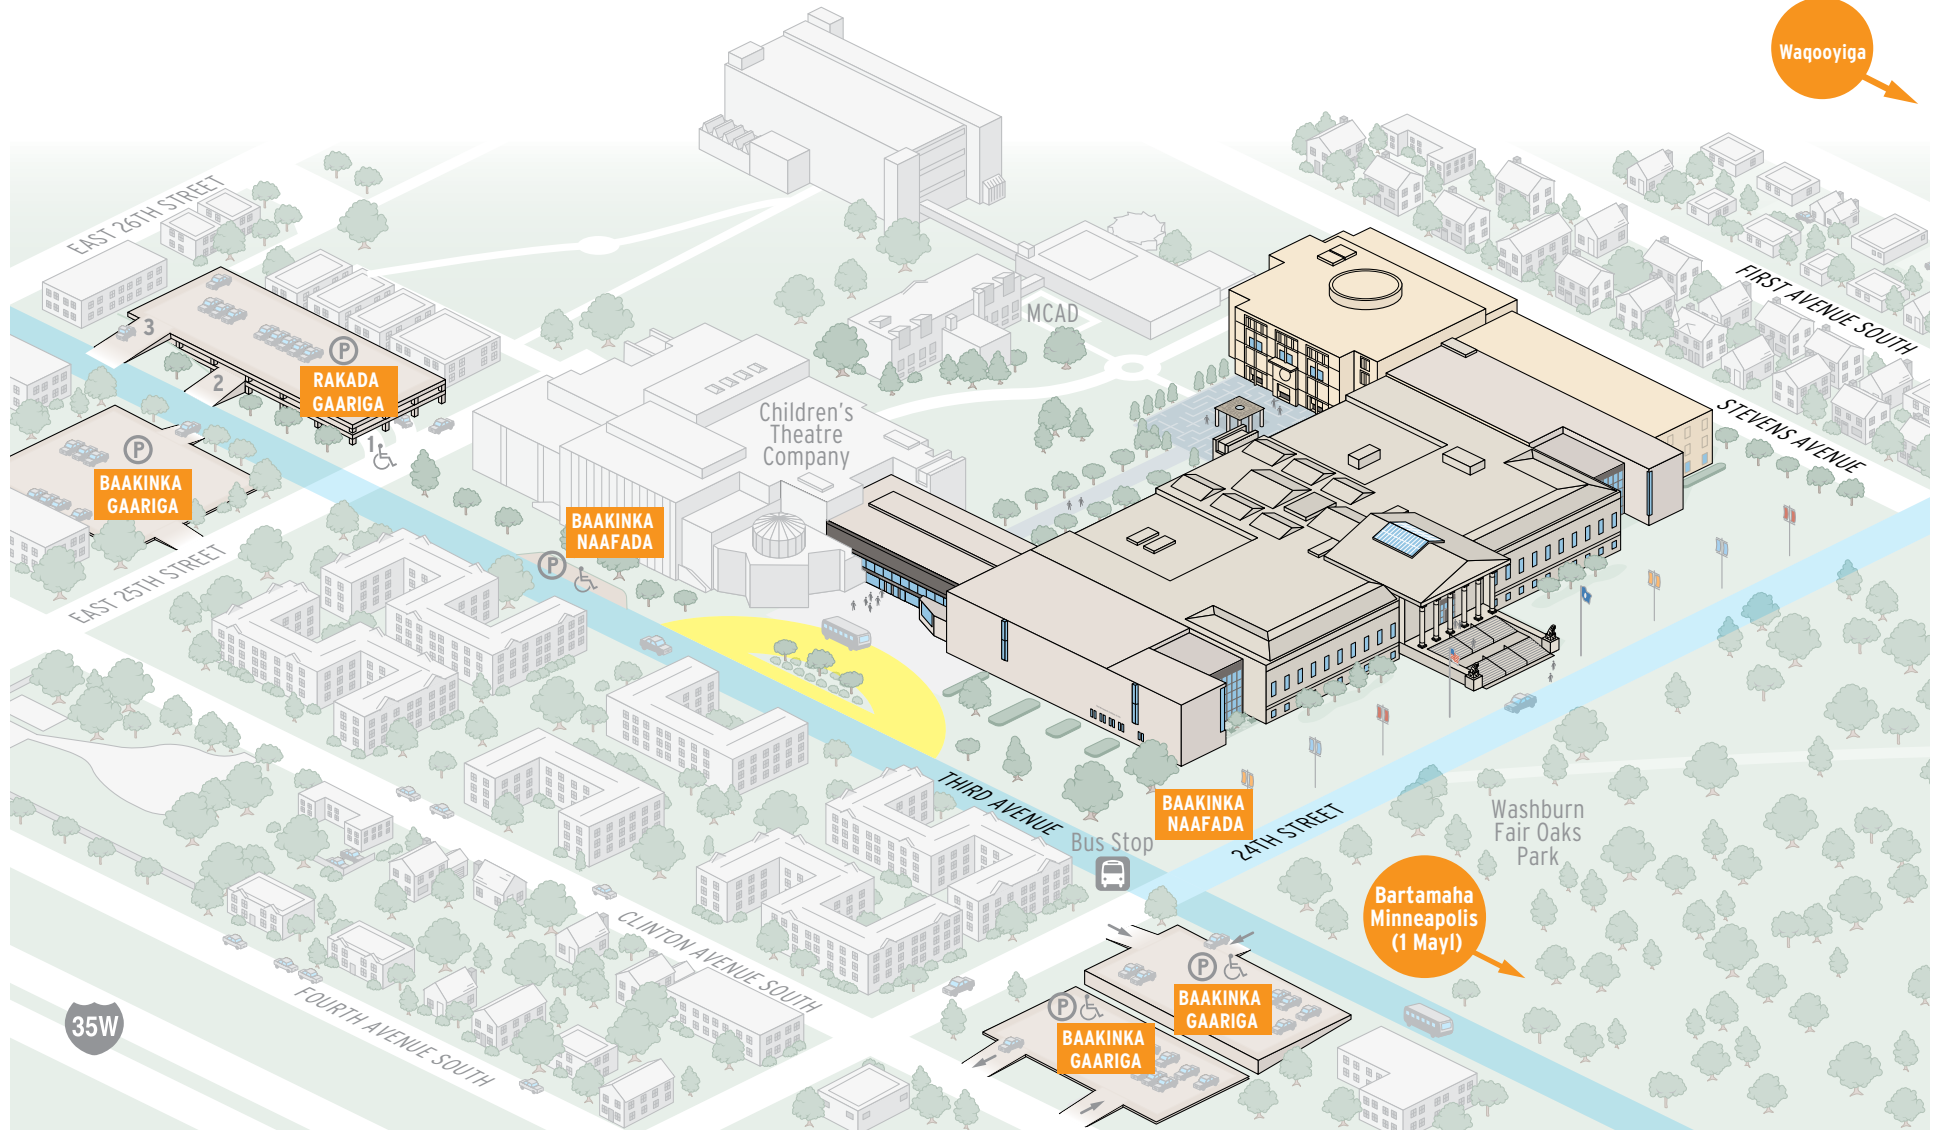 Waqooyiga
EAST 26TH STREET
FIRST AVENUE SOUTH
MCAD
3
P
2
RAKADA
GAARIGA
1
STEVENS AVENUE
Children's
Theatre
Company
P
BAAKINKA
GAARIGA
BAAKINKA
NAAFADA
P
EAST 25TH STREET
THIRD AVENUE
BAAKINKA
NAAFADA
24TH STREET
Washburn
Fair Oaks
Park
Bus Stop
Bartamaha
Minneapolis
(1 Mayl)
CLINTON AVENUE SOUTH
P
BAAKINKA
GAARIGA
P
BAAKINKA
GAARIGA
FOURTH AVENUE SOUTH
35W